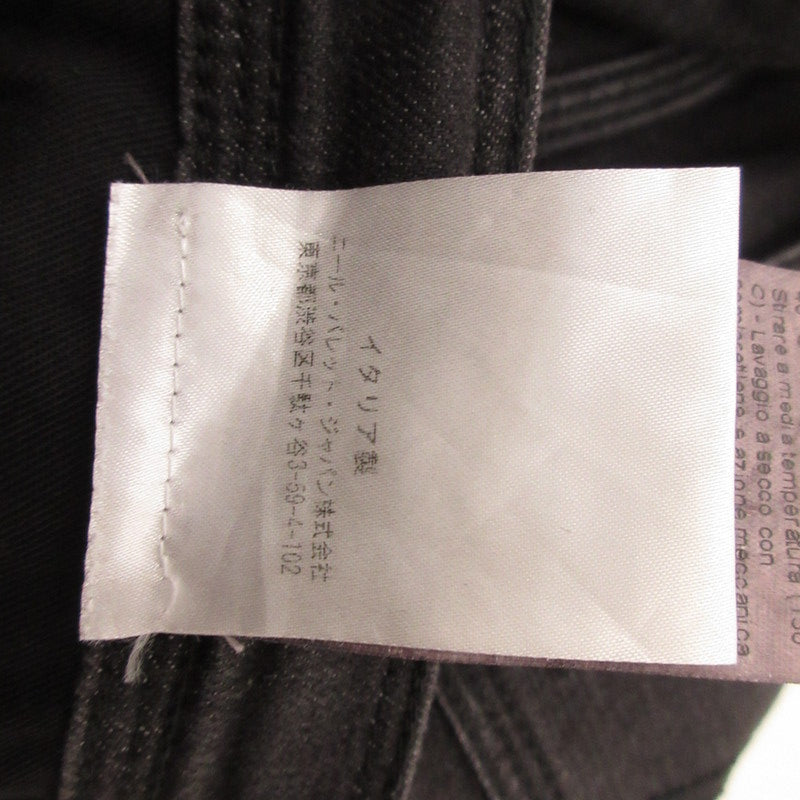 イタリア製
ニール・バレット・ジャパン株式会社
東京都渋谷区千駄ヶ谷3-59-4-102
Strare a media temperatura (150
C) - Lavaggio a secco con
azione meccanica